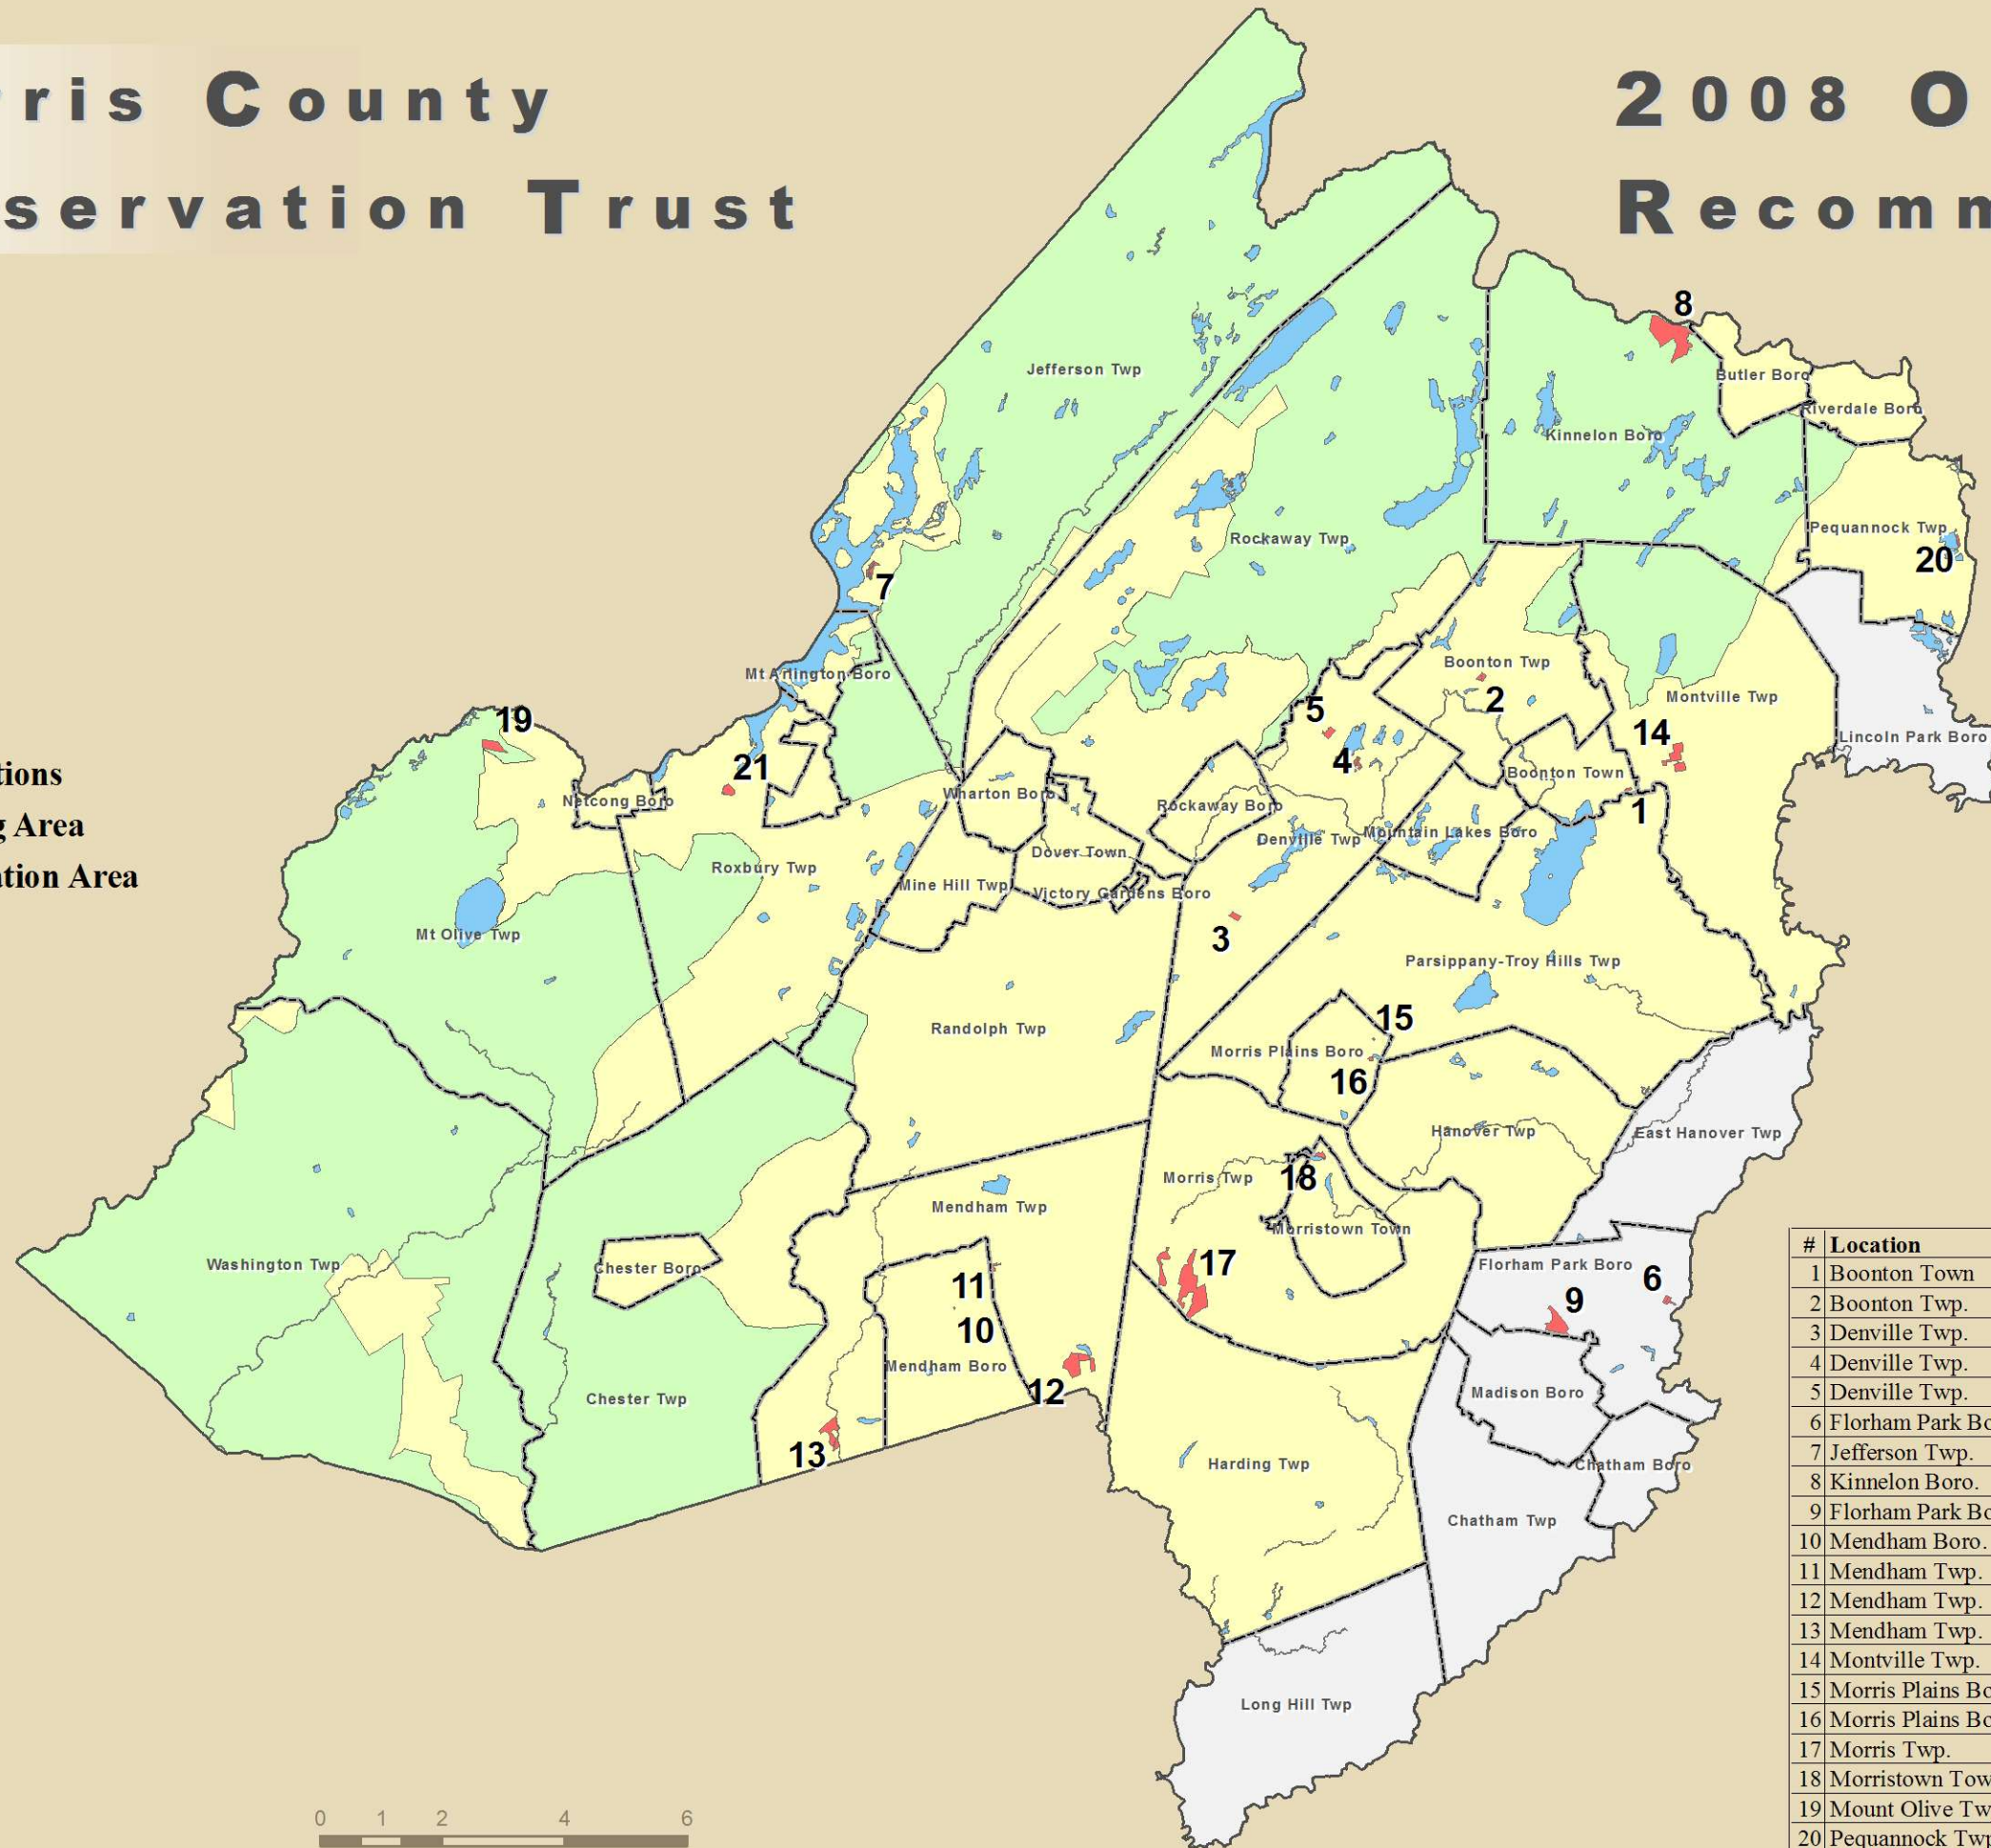 ris County
servation Trust
2008 O
Recomm
8
Butler Boro
Riverdale Boro
Jefferson Twp
Kinnelon Boro
Pequannock Twp
20
Rockaway Twp
7
Mt Arlington Boro
Boonton Twp
2
Montville Twp
5
19
14
Lincoln Park Boro
4
21
Boonton Town
tions
Netcong Boro
Wharton Boro
Rockaway Boro
1
g Area
Denville Twp
Mountain Lakes Boro
Dover Town
Roxbury Twp
ation Area
Mine Hill Twp
Victory Gardens Boro
Mt Olive Twp
3
Parsippany-Troy Hills Twp
15
Randolph Twp
Morris Plains Boro
16
Hanover Twp
East Hanover Twp
Morris Twp
18
Mendham Twp
Morristown Town
Washington Twp
Chester Boro
17
Florham Park Boro
6
11
9
10
Mendham Boro
12
Madison Boro
Chester Twp
13
Harding Twp
Chatham Boro
Chatham Twp
Long Hill Twp
0 1 2 4 6
# Location
1 Boonton Town
2 Boonton Twp.
3 Denville Twp.
4 Denville Twp.
5 Denville Twp.
6 Florham Park Bo
7 Jefferson Twp.
8 Kinnelon Boro.
9 Florham Park Bo
10 Mendham Boro.
11 Mendham Twp.
12 Mendham Twp.
13 Mendham Twp.
14 Montville Twp.
15 Morris Plains Bo
16 Morris Plains Bo
17 Morris Twp.
18 Morristown Tow
19 Mount Olive Tw
20 Pequannock Twp